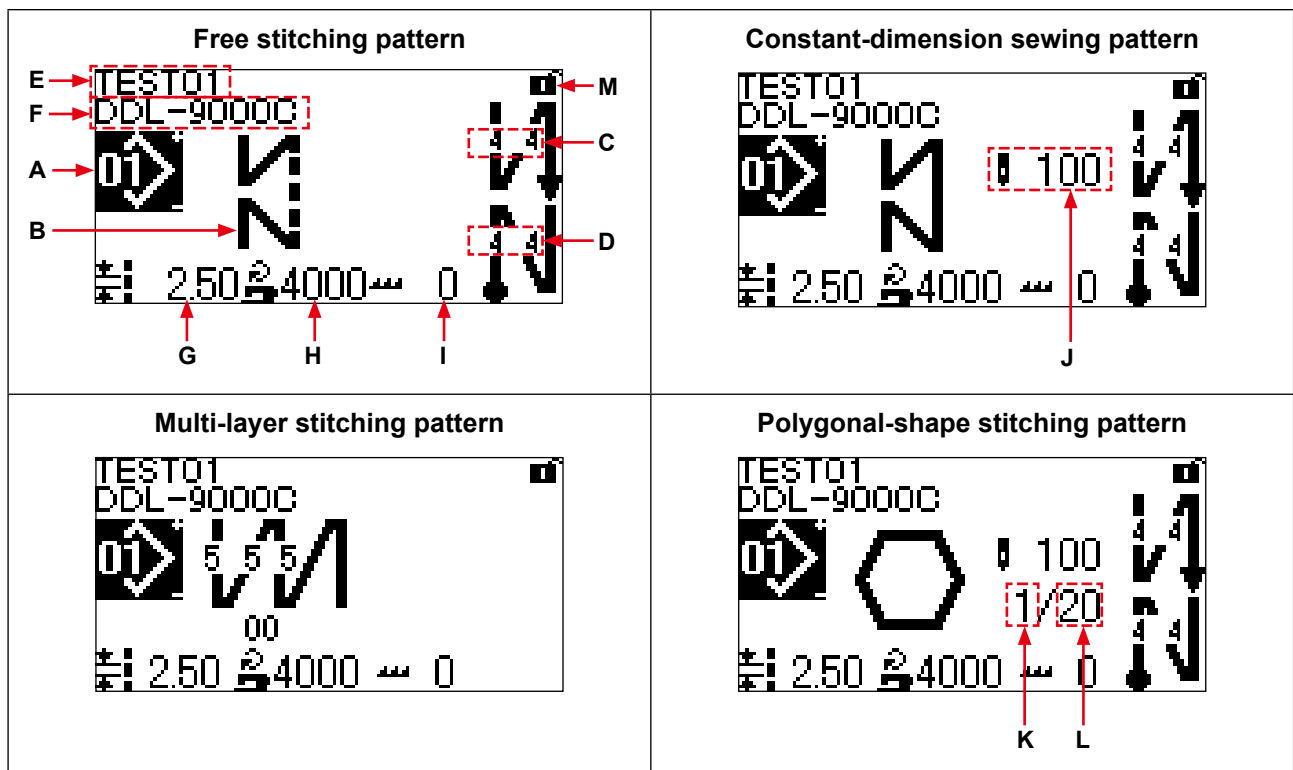 Free stitching pattern
E
TEST01
M
F
DDL-9000C
C
A
01
4 4
B
D
4 4
2.50 4000 0
G
H
I
Constant-dimension sewing pattern
TEST01
DDL-9000C
4 4
01
100
4 4
2.50 4000 0
J
Multi-layer stitching pattern
TEST01
DDL-9000C
01
5 5 5
00
2.50 4000 0
Polygonal-shape stitching pattern
TEST01
DDL-9000C
4 4
01
100
1/20
4 4
2.50 4000 0
K
L